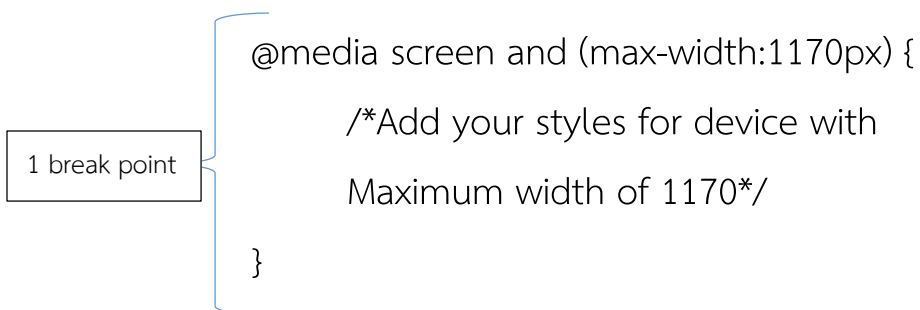 1 break point
@media screen and (max-width:1170px) {
/*Add your styles for device with
Maximum width of 1170*/
}